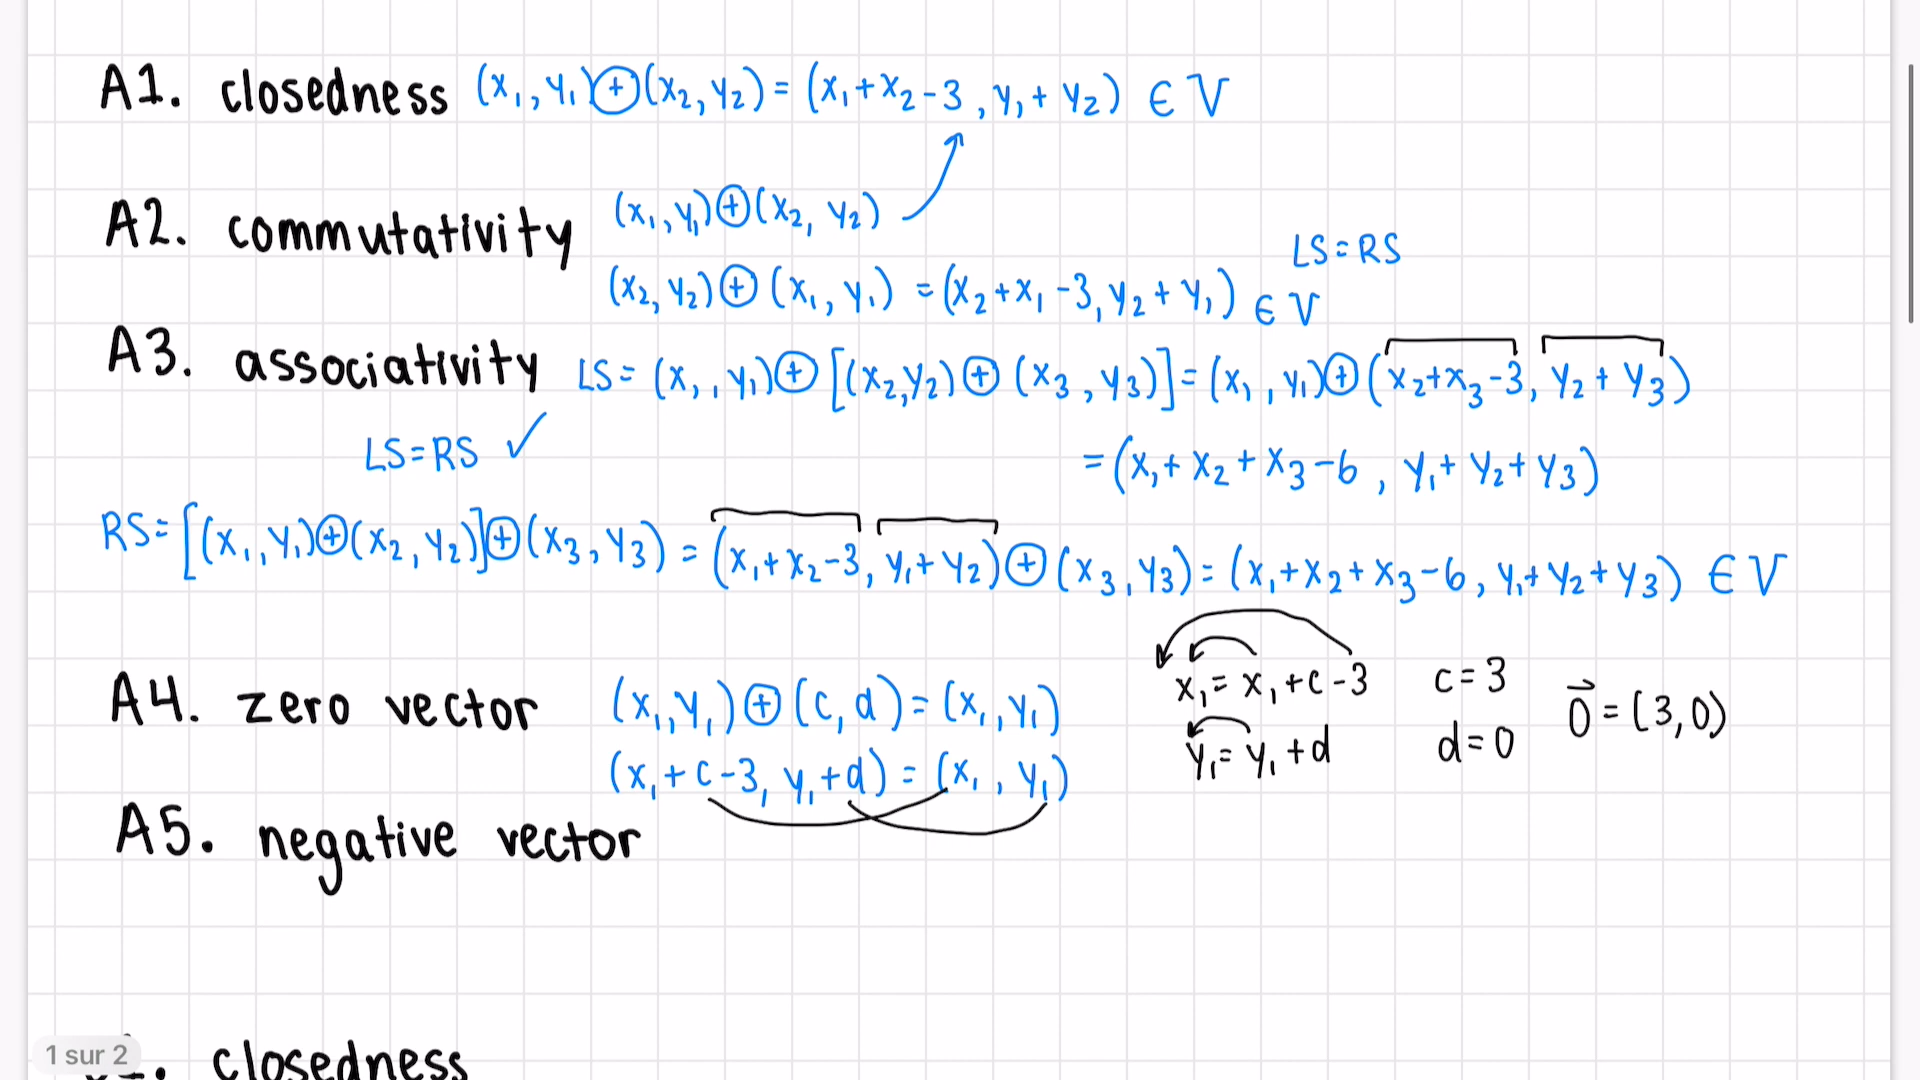 A1. closedness (x₁, y₁)⊕(x₂, y₂) = (x₁+x₂-3, y₁+y₂) ∈ V
A2. commutativity (x₁, y₁)⊕(x₂, y₂)
LS=RS
(x₂, y₂)⊕(x₁, y₁) = (x₂+x₁-3, y₂+y₁) ∈ V
A3. associativity LS= (x₁, y₁)⊕[(x₂,y₂)⊕(x₃, y₃)] = (x₁, y₁)⊕(x₂+x₃-3, y₂+y₃)
LS=RS ✓
=(x₁+x₂+x₃-6, y₁+y₂+y₃)
RS=[(x₁, y₁)⊕(x₂, y₂)]⊕(x₃, y₃) = (x₁+x₂-3, y₁+y₂)⊕(x₃, y₃) = (x₁+x₂+x₃-6, y₁+y₂+y₃) ∈ V
A4. zero vector (x₁, y₁)⊕(c, d) = (x₁, y₁)
x₁= x₁+c-3 c=3
0⃗ = (3,0)
y₁= y₁+d d=0
(x₁+c-3, y₁+d) = (x₁, y₁)
A5. negative vector
closedness
1 sur 2